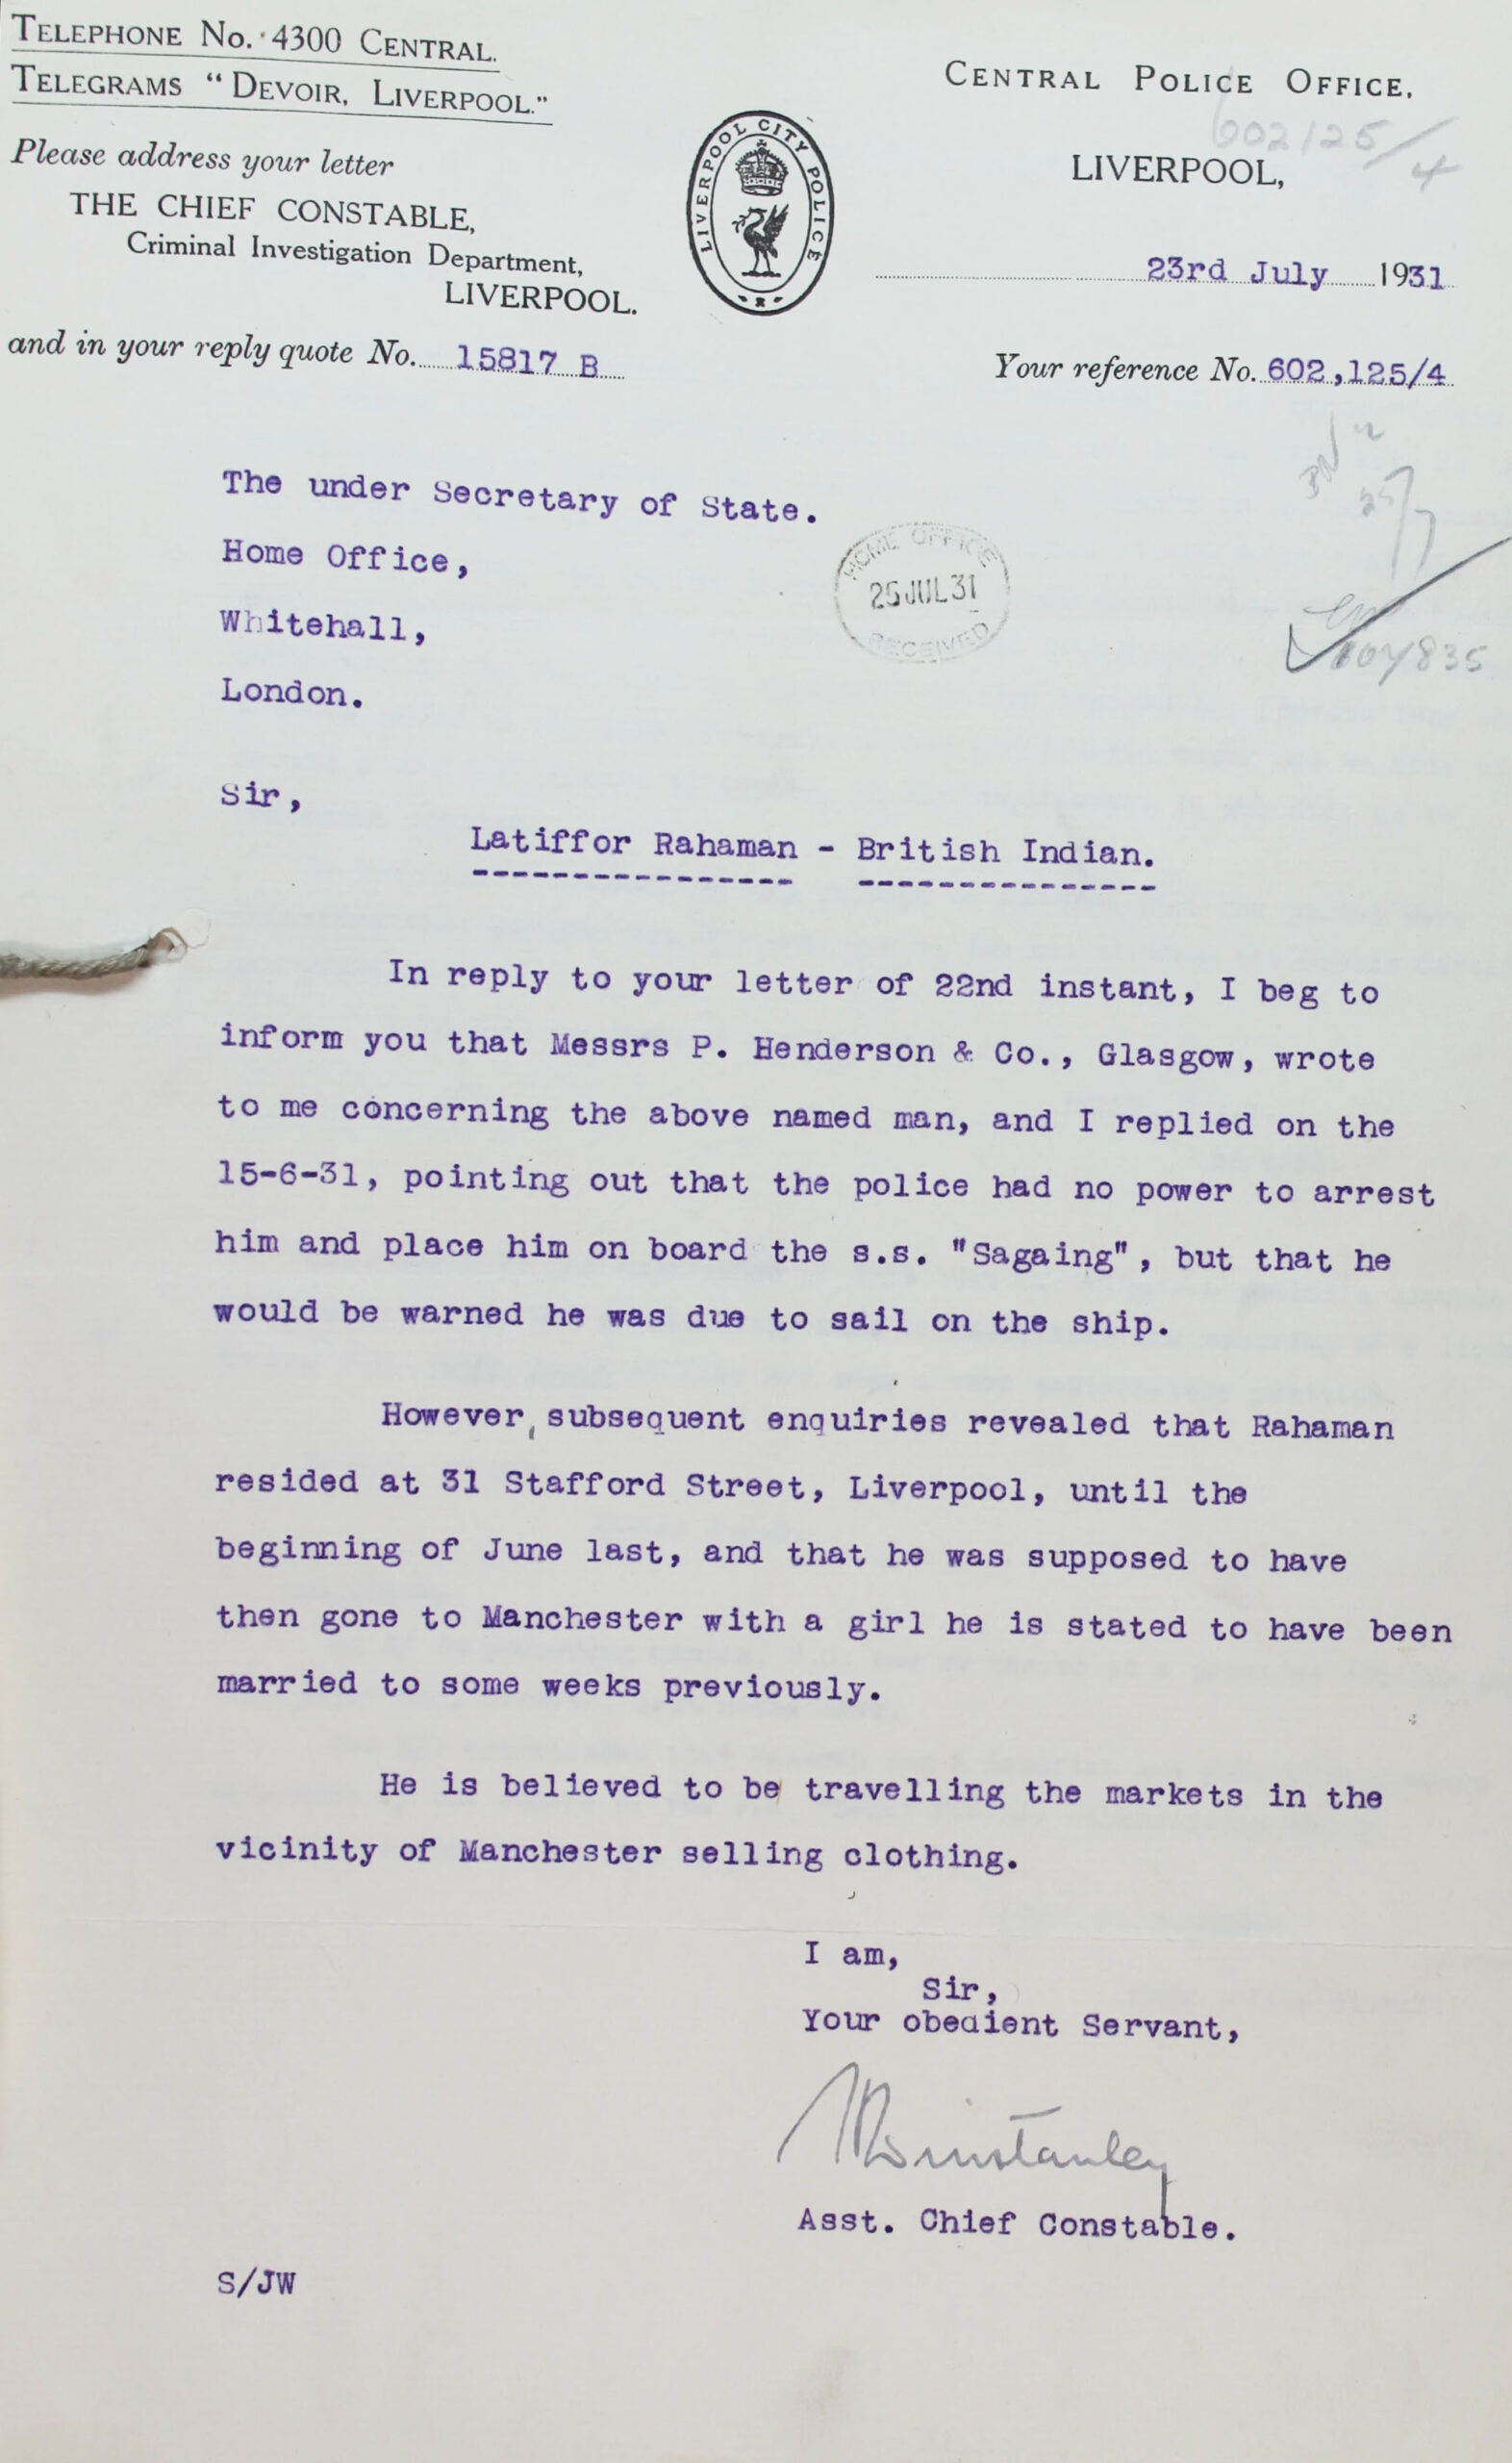 TELEPHONE No. 4300 CENTRAL.
TELEGRAMS "DEVOIR, LIVERPOOL."
Please address your letter
THE CHIEF CONSTABLE,
Criminal Investigation Department,
LIVERPOOL.
and in your reply quote No. 15817 B
LIVERPOOL CITY POLICE
CENTRAL POLICE OFFICE,
602125/4
LIVERPOOL,
23rd July 1931
Your reference No. 602,125/4
The under Secretary of State.
Home Office,
Whitehall,
London.
HOME OFFICE
25 JUL 31
RECEIVED
25/7
Sir,
Latiffor Rahaman - British Indian.
In reply to your letter of 22nd instant, I beg to
inform you that Messrs P. Henderson & Co., Glasgow, wrote
to me concerning the above named man, and I replied on the
15-6-31, pointing out that the police had no power to arrest
him and place him on board the s.s. "Sagaing", but that he
would be warned he was due to sail on the ship.
However, subsequent enquiries revealed that Rahaman
resided at 31 Stafford Street, Liverpool, until the
beginning of June last, and that he was supposed to have
then gone to Manchester with a girl he is stated to have been
married to some weeks previously.
He is believed to be travelling the markets in the
vicinity of Manchester selling clothing.
I am,
Sir,
Your obedient Servant,
Winstanley
Asst. Chief Constable.
S/JW